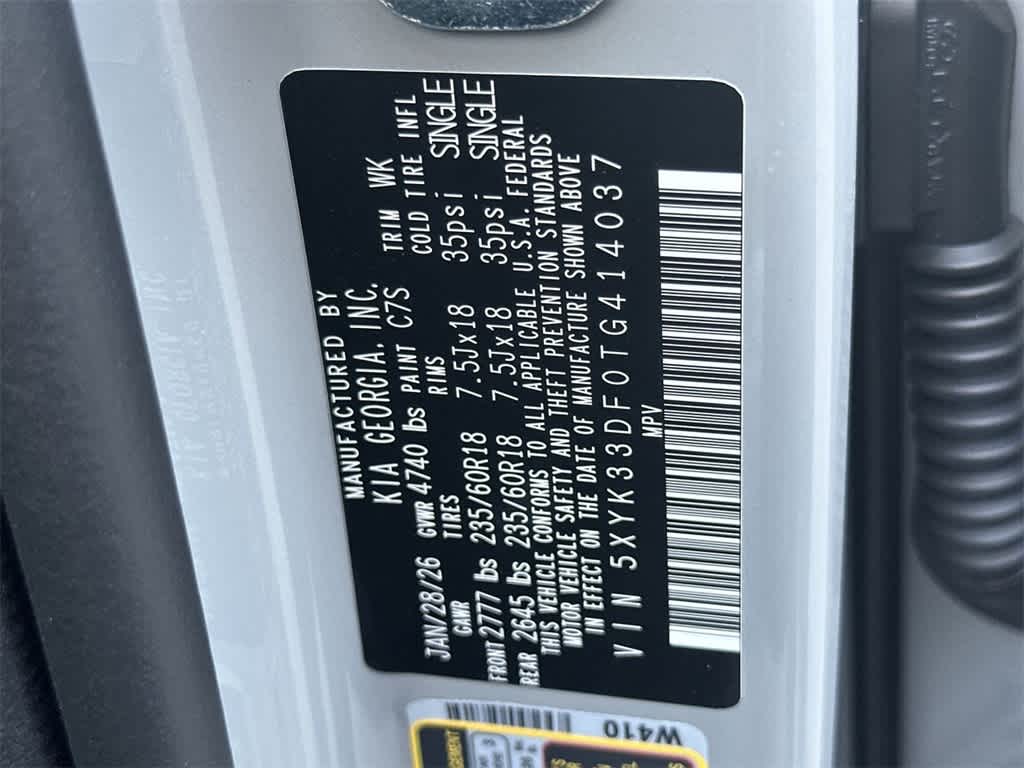 MANUFACTURED BY
KIA GEORGIA, INC.
JAN/28/26 GVWR 4740 lbs PAINT C7S TRIM WK
GAWR TIRES RIMS COLD TIRE INFL
FRONT 2777 lbs 235/60R18 7.5Jx18 35psi SINGLE
REAR 2645 lbs 235/60R18 7.5Jx18 35psi SINGLE
THIS VEHICLE CONFORMS TO ALL APPLICABLE U.S.A. FEDERAL
MOTOR VEHICLE SAFETY AND THEFT PREVENTION STANDARDS
IN EFFECT ON THE DATE OF MANUFACTURE SHOWN ABOVE
VIN 5XYK33DF0TG414037
MPV
W410